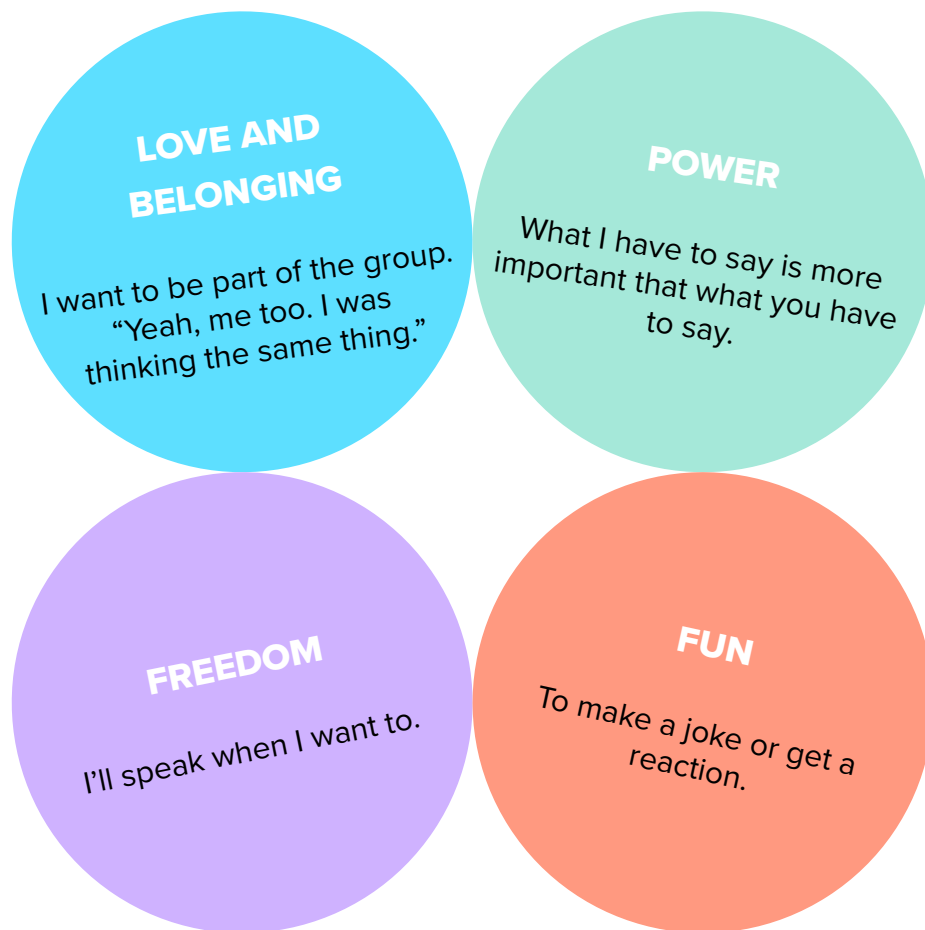 LOVE AND
BELONGING
I want to be part of the group.
“Yeah, me too. I was
thinking the same thing.”
POWER
What I have to say is more
important that what you have
to say.
FREEDOM
I’ll speak when I want to.
FUN
To make a joke or get a
reaction.